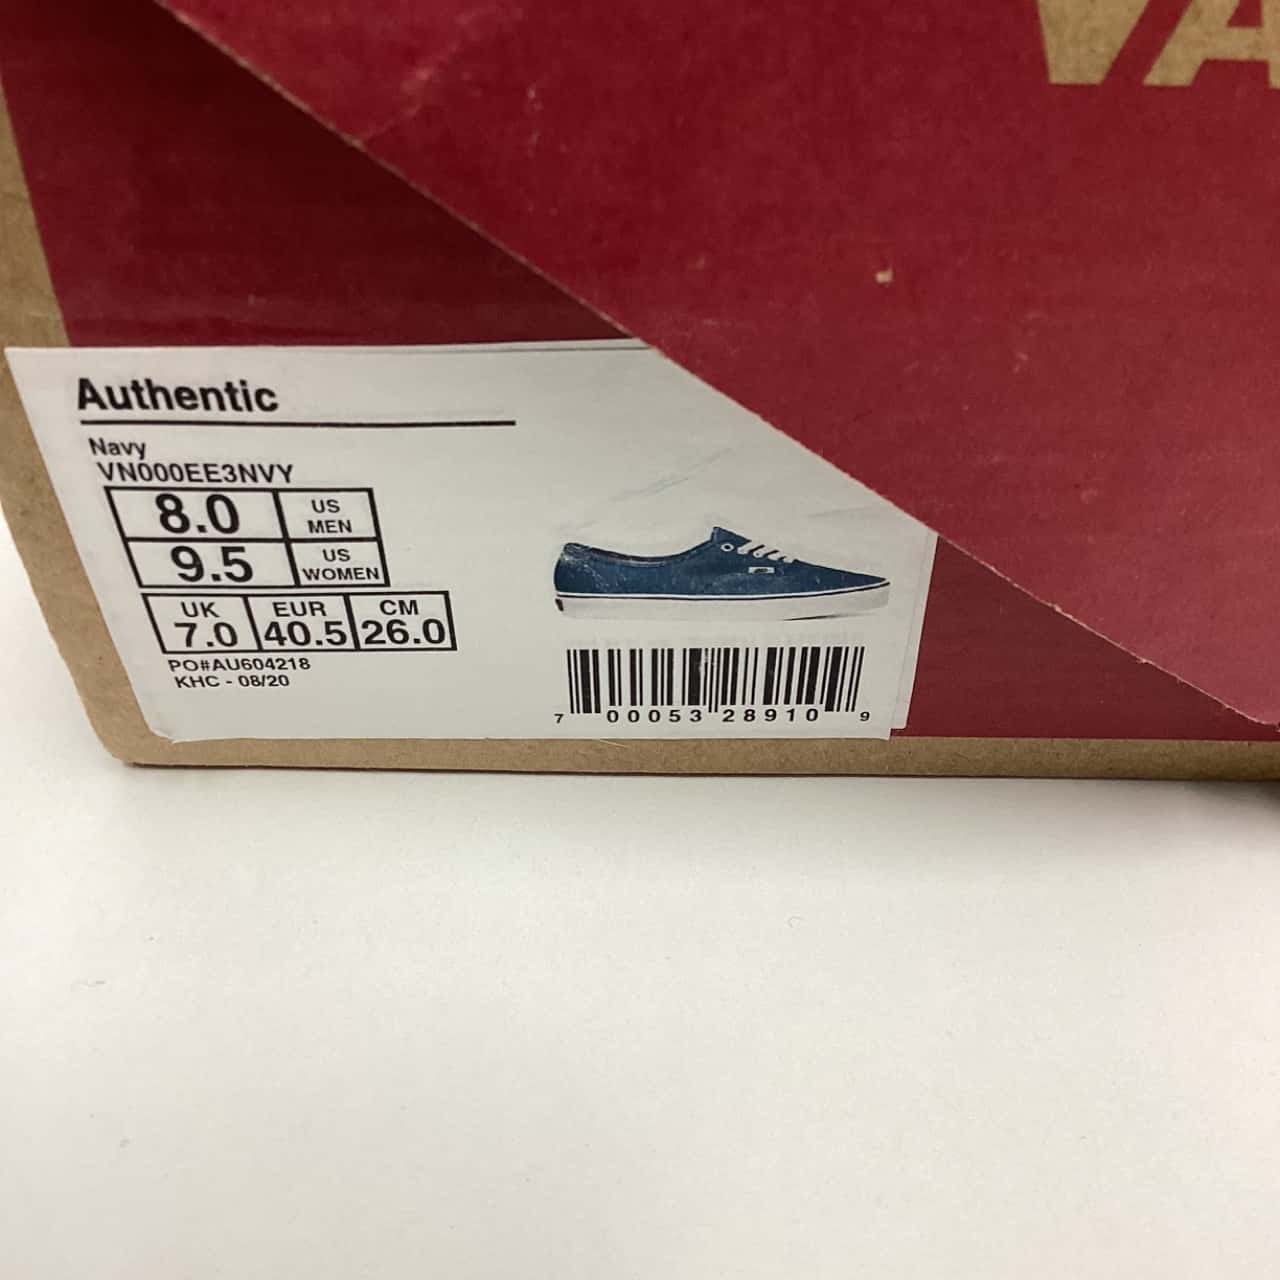 VA
Authentic
Navy
VN000EE3NVY
8.0 US MEN
9.5 US WOMEN
UK EUR CM
7.0 40.5 26.0
PO#AU604218
KHC - 08/20
7 00053 28910 9